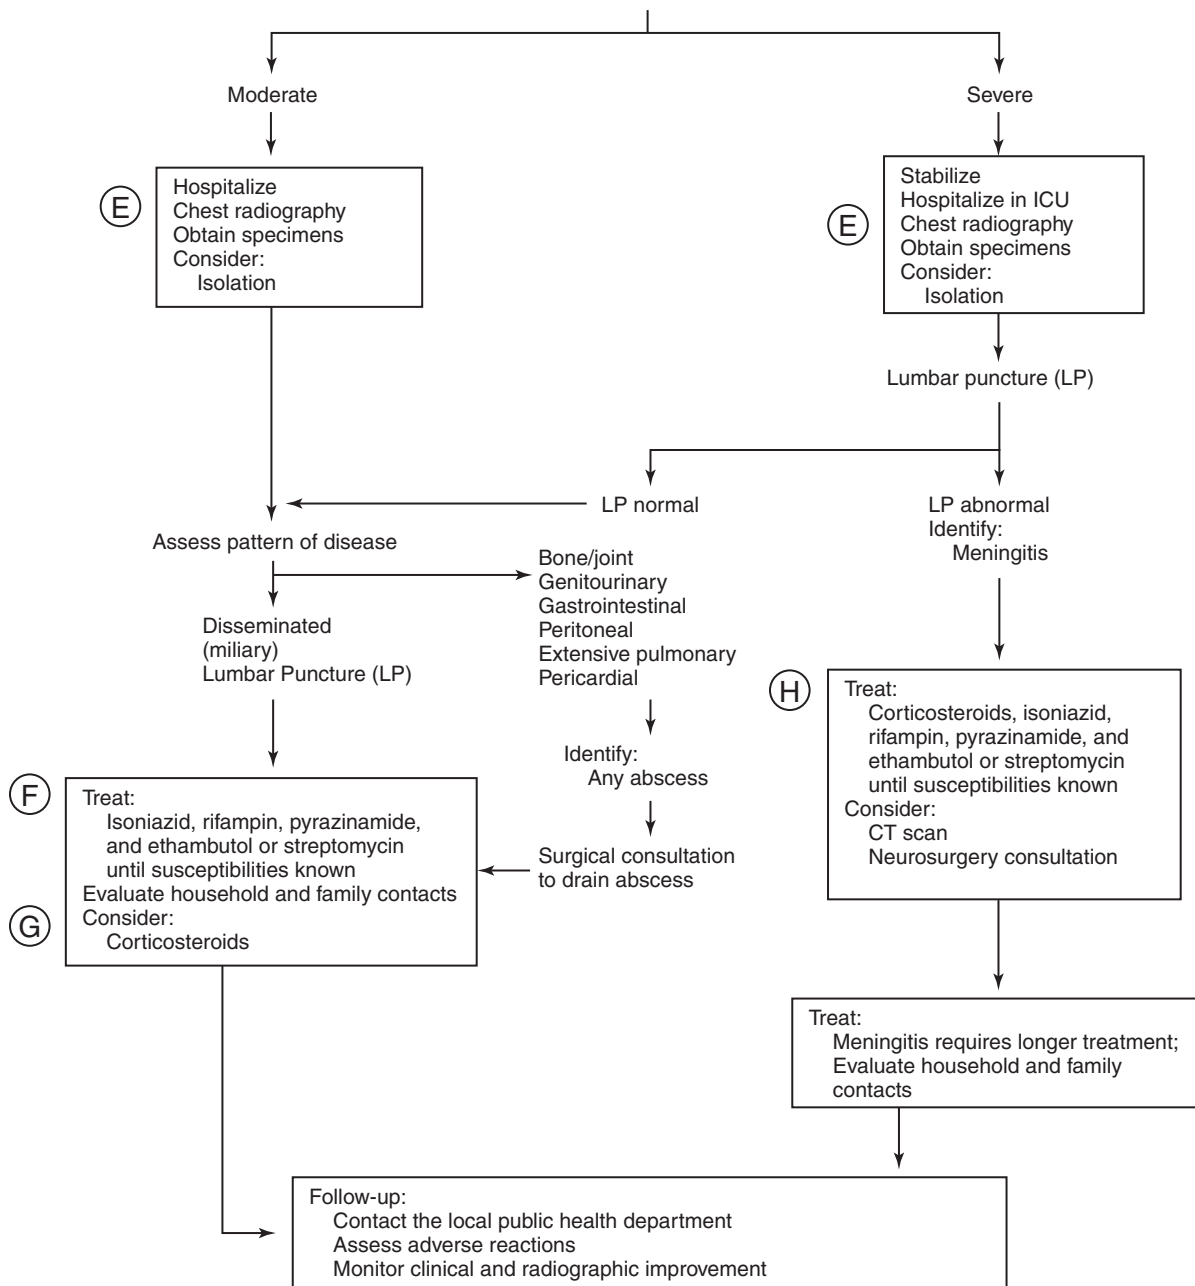 Moderate
Severe
E
Hospitalize
Chest radiography
Obtain specimens
Consider:
Isolation
E
Stabilize
Hospitalize in ICU
Chest radiography
Obtain specimens
Consider:
Isolation
Lumbar puncture (LP)
LP normal
LP abnormal
Identify:
Meningitis
Assess pattern of disease
Bone/joint
Genitourinary
Gastrointestinal
Peritoneal
Extensive pulmonary
Pericardial
Disseminated
(miliary)
Lumbar Puncture (LP)
Identify:
Any abscess
Surgical consultation
to drain abscess
H
Treat:
Corticosteroids, isoniazid,
rifampin, pyrazinamide, and
ethambutol or streptomycin
until susceptibilities known
Consider:
CT scan
Neurosurgery consultation
F
Treat:
Isoniazid, rifampin, pyrazinamide,
and ethambutol or streptomycin
until susceptibilities known
Evaluate household and family contacts
G
Consider:
Corticosteroids
Treat:
Meningitis requires longer treatment;
Evaluate household and family
contacts
Follow-up:
Contact the local public health department
Assess adverse reactions
Monitor clinical and radiographic improvement